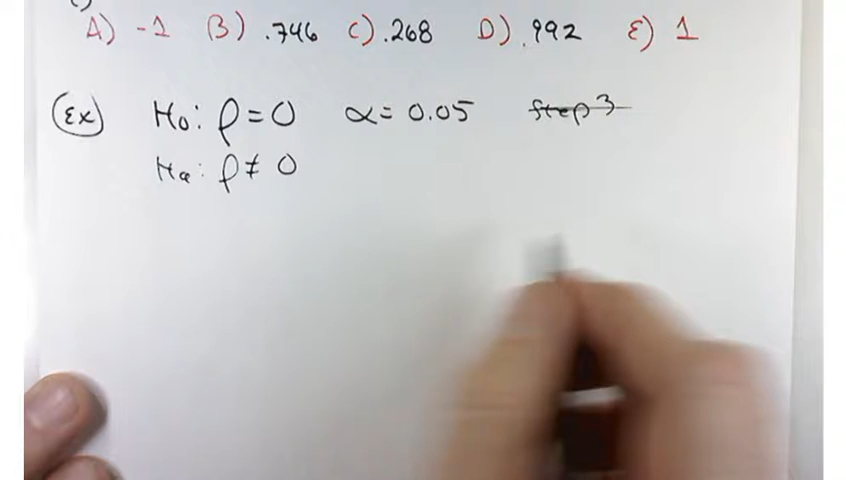 A) -1 B) .746 C) .268 D) .992 E) 1
Ex H₀: ρ = 0 α = 0.05 Step 3
Hₐ: ρ ≠ 0